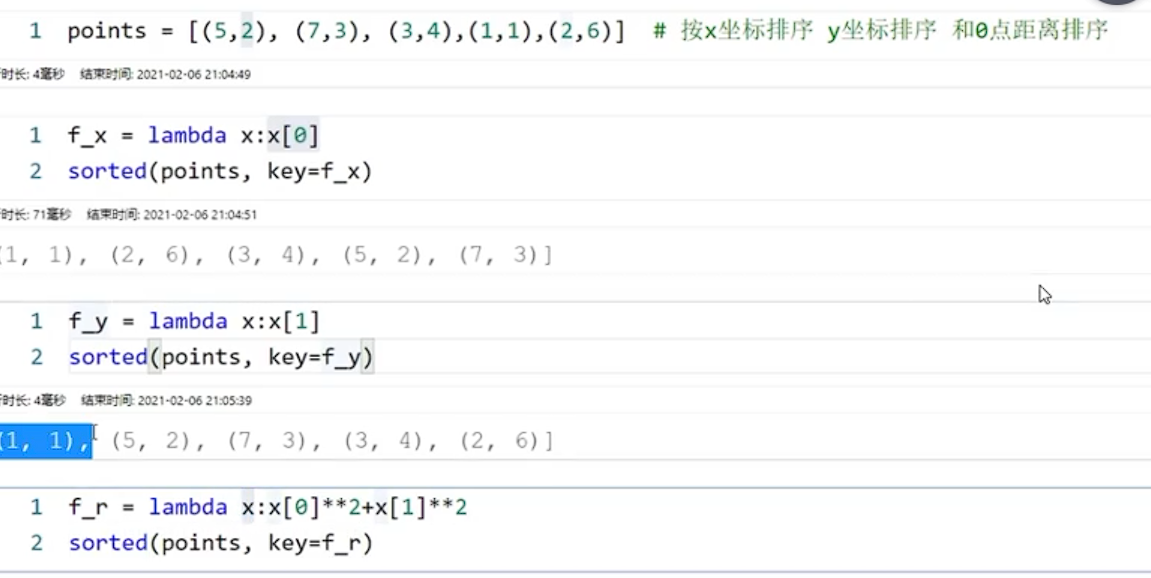 1 points = [(5,2), (7,3), (3,4),(1,1),(2,6)] # 按x坐标排序 y坐标排序 和0点距离排序
时长: 4毫秒 结束时间: 2021-02-06 21:04:49
1 f_x = lambda x:x[0]
2 sorted(points, key=f_x)
时长: 71毫秒 结束时间: 2021-02-06 21:04:51
(1, 1), (2, 6), (3, 4), (5, 2), (7, 3)]
1 f_y = lambda x:x[1]
2 sorted(points, key=f_y)
时长: 4毫秒 结束时间: 2021-02-06 21:05:39
(1, 1), (5, 2), (7, 3), (3, 4), (2, 6)]
1 f_r = lambda x:x[0]**2+x[1]**2
2 sorted(points, key=f_r)